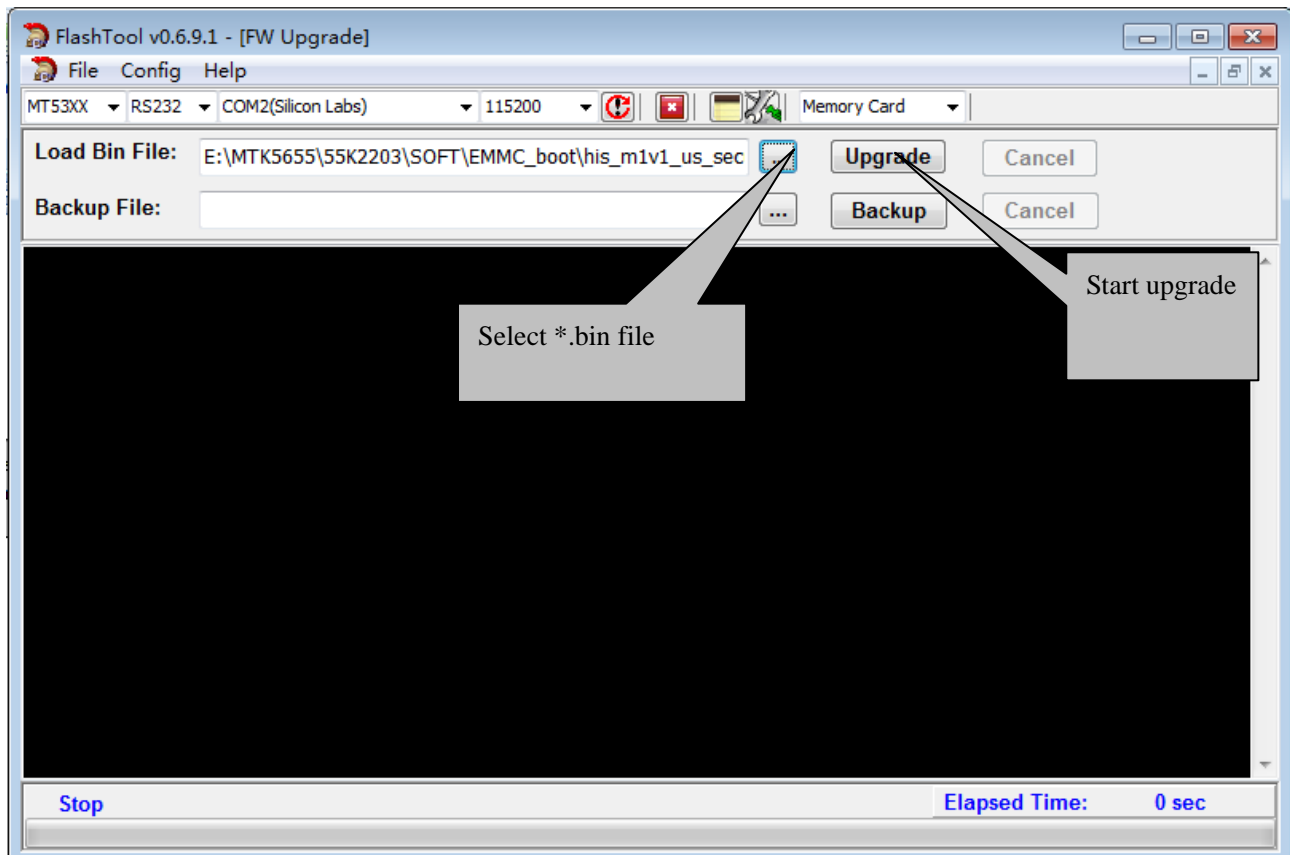 FlashTool v0.6.9.1 - [FW Upgrade]
File Config Help
MT53XX RS232 COM2(Silicon Labs) 115200 Memory Card
Load Bin File: E:\MTK5655\55K2203\SOFT\EMMC_boot\his_m1v1_us_sec ... Upgrade Cancel
Backup File: ... Backup Cancel
Start upgrade
Select *.bin file
Stop Elapsed Time: 0 sec